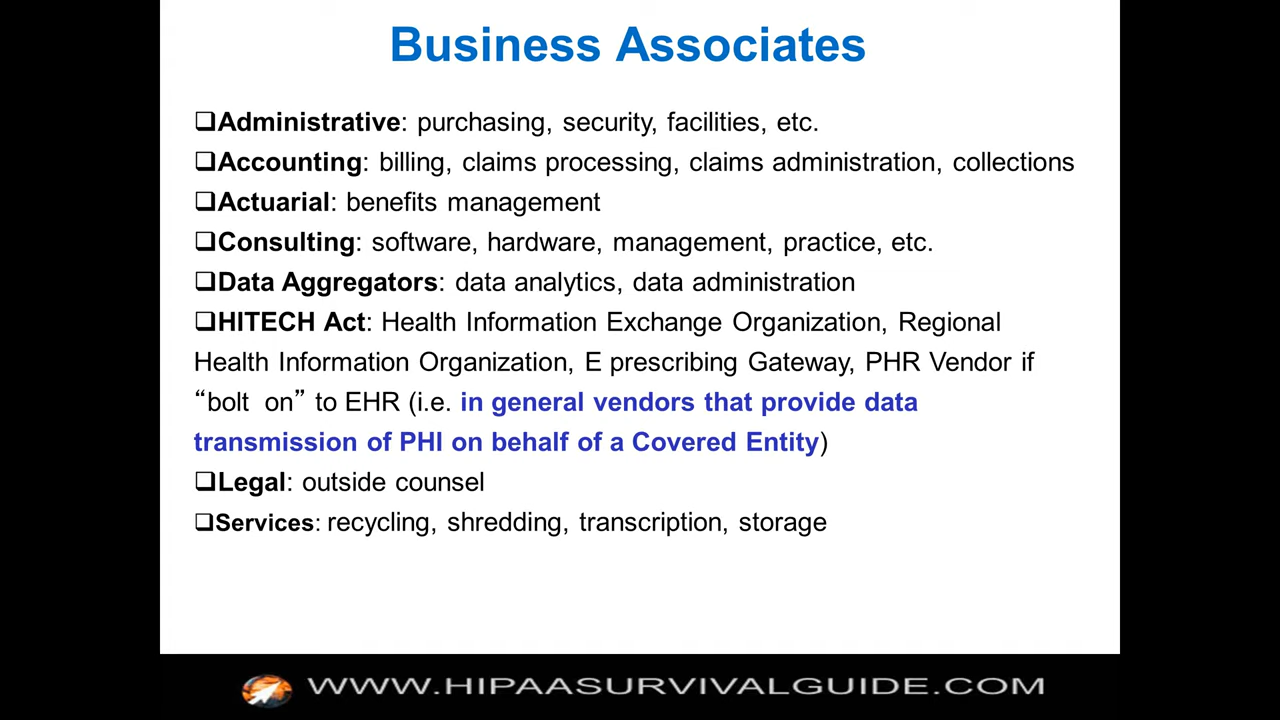 Business Associates
❑Administrative: purchasing, security, facilities, etc.
❑Accounting: billing, claims processing, claims administration, collections
❑Actuarial: benefits management
❑Consulting: software, hardware, management, practice, etc.
❑Data Aggregators: data analytics, data administration
❑HITECH Act: Health Information Exchange Organization, Regional
Health Information Organization, E prescribing Gateway, PHR Vendor if
“bolt on” to EHR (i.e. in general vendors that provide data
transmission of PHI on behalf of a Covered Entity)
❑Legal: outside counsel
❑Services: recycling, shredding, transcription, storage
WWW.HIPAASURVIVALGUIDE.COM